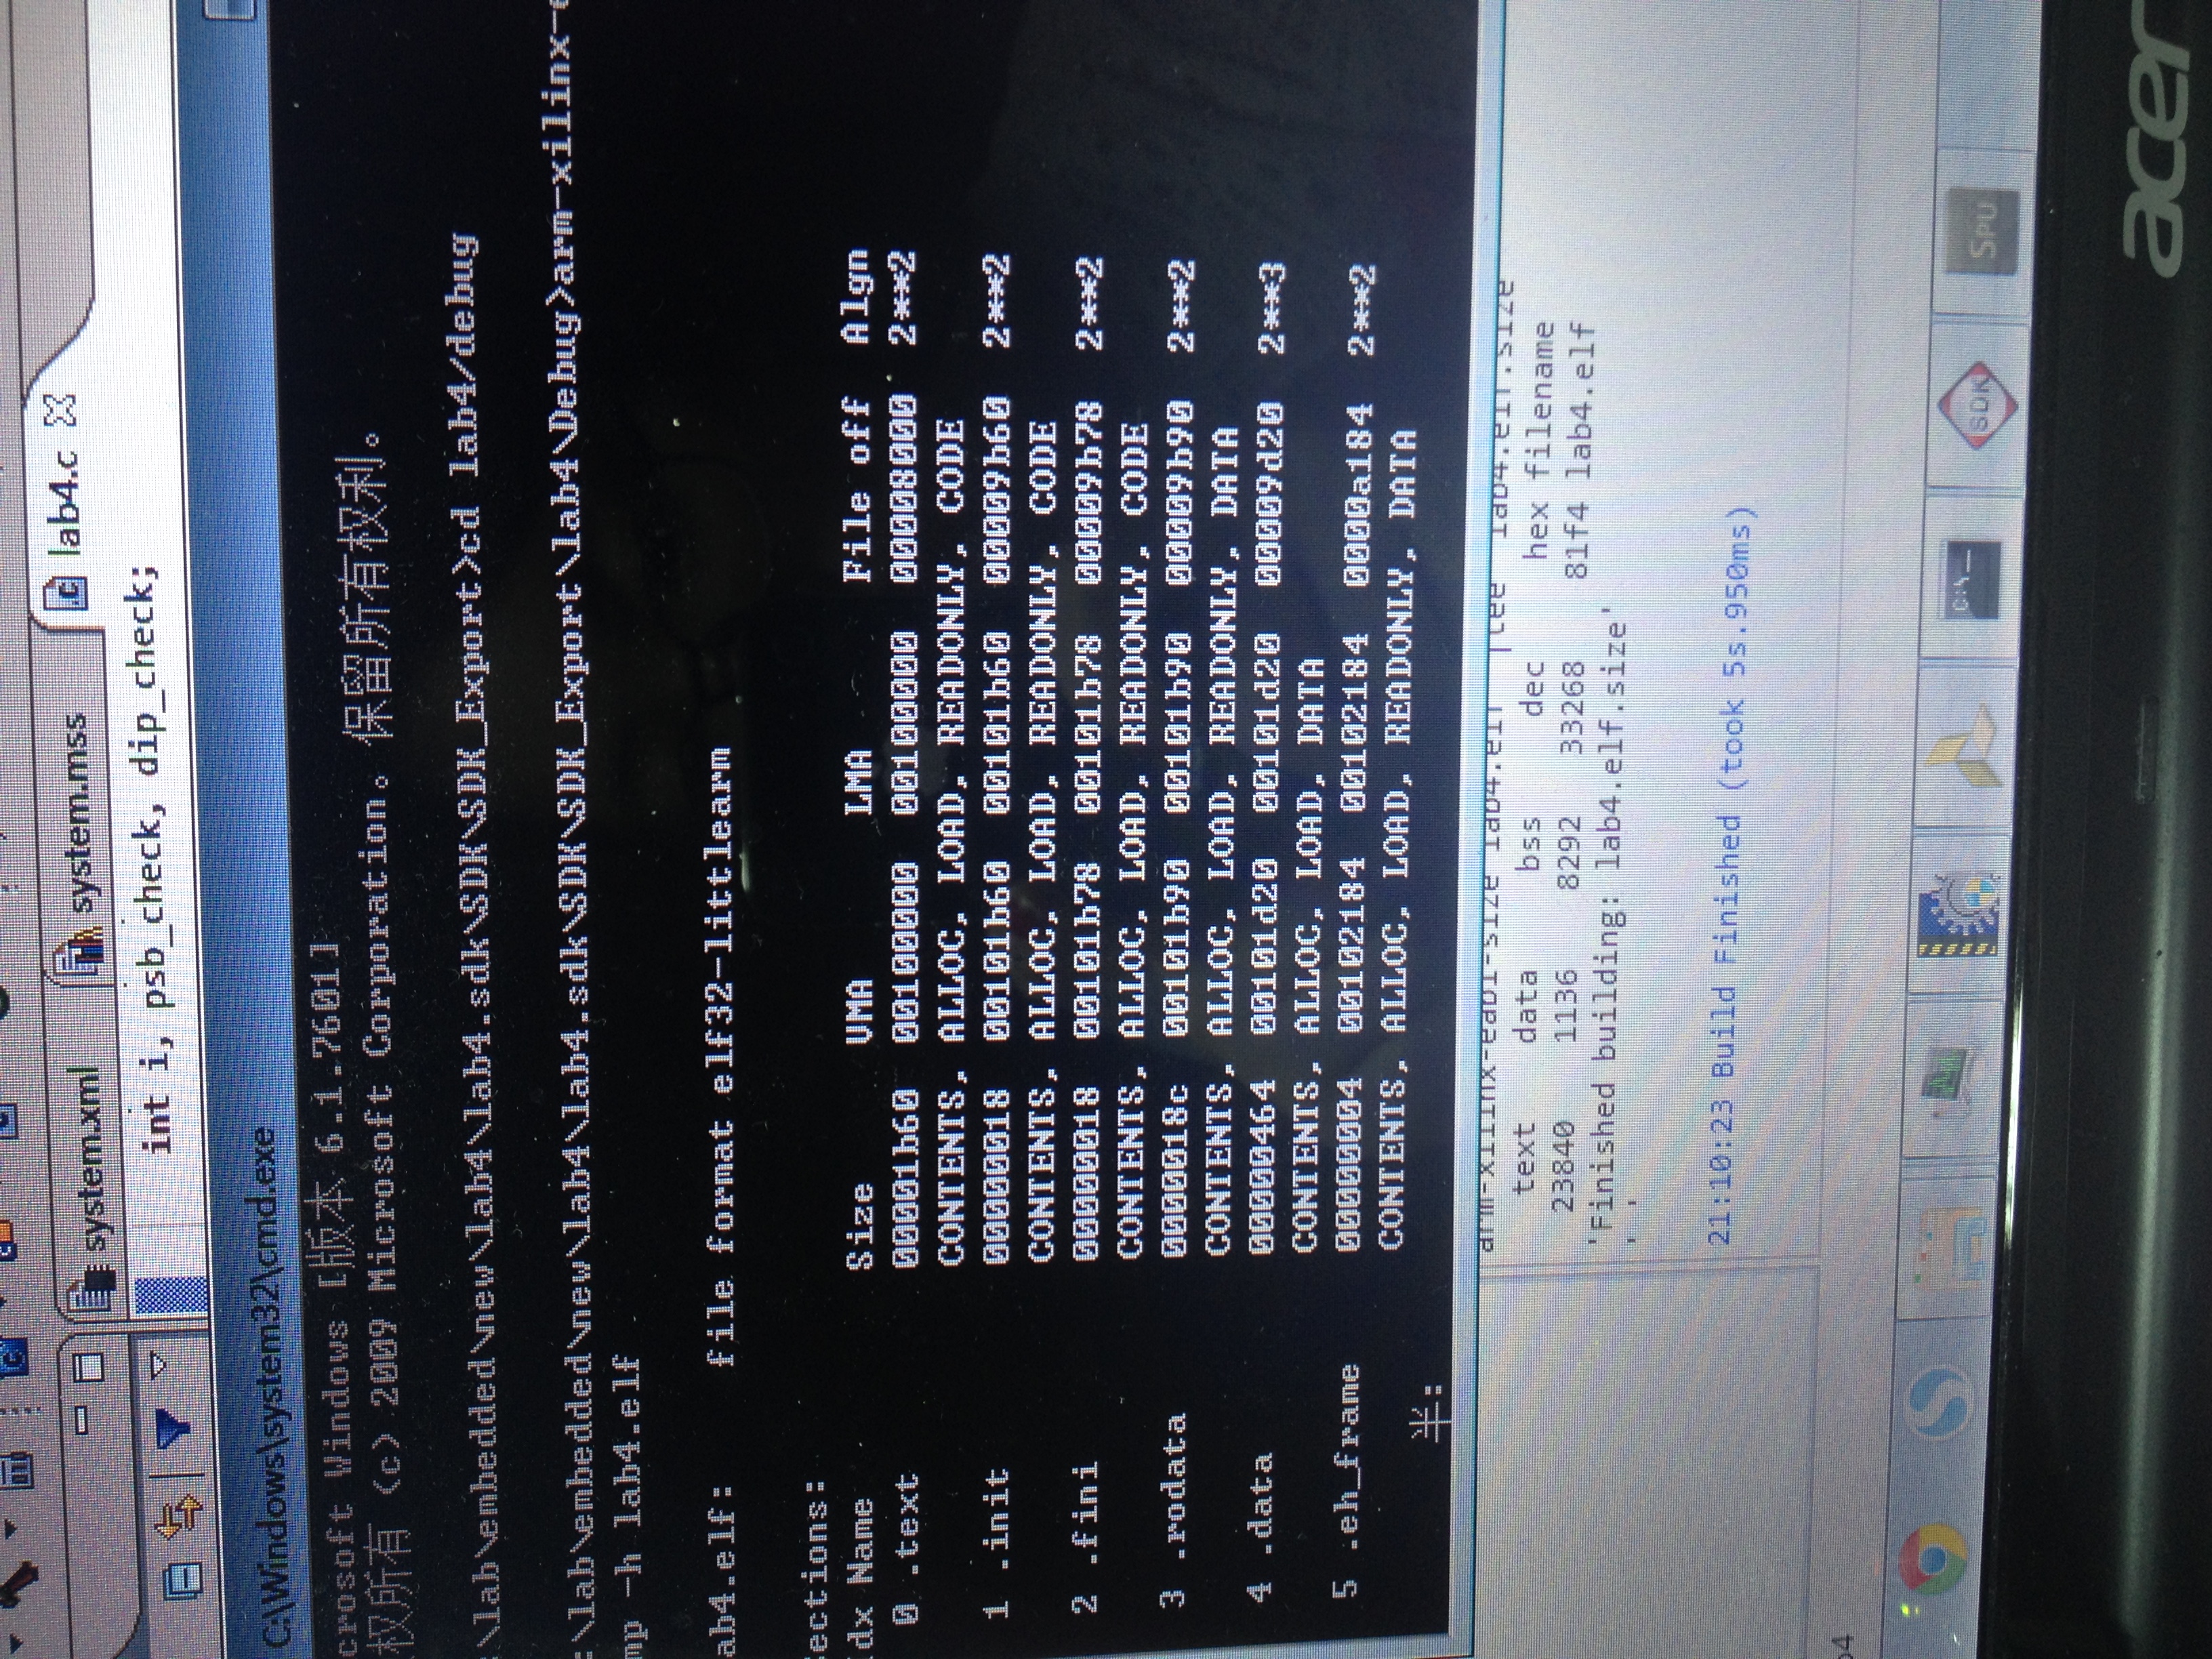 system.xml system.mss lab4.c
int i, psb_check, dip_check;
C:\Windows\system32\cmd.exe
crosoft Windows [版本 6.1.7601]
权所有 (c) 2009 Microsoft Corporation。保留所有权利。
:\lab\embedded\new\lab4\lab4.sdk\SDK\SDK_Export>cd lab4/debug
:\lab\embedded\new\lab4\lab4.sdk\SDK\SDK_Export\lab4\Debug>arm-xilinx-e
mp -h lab4.elf
ab4.elf: file format elf32-littlearm
ections:
dx Name Size VMA LMA File off Algn
0 .text 00001b60 00100000 00100000 00008000 2**2
CONTENTS, ALLOC, LOAD, READONLY, CODE
1 .init 00000018 00101b60 00101b60 00009b60 2**2
CONTENTS, ALLOC, LOAD, READONLY, CODE
2 .fini 00000018 00101b78 00101b78 00009b78 2**2
CONTENTS, ALLOC, LOAD, READONLY, CODE
3 .rodata 0000018c 00101b90 00101b90 00009b90 2**2
CONTENTS, ALLOC, LOAD, READONLY, DATA
4 .data 00000464 00101d20 00101d20 00009d20 2**3
CONTENTS, ALLOC, LOAD, DATA
5 .eh_frame 00000004 00102184 00102184 0000a184 2**2
CONTENTS, ALLOC, LOAD, READONLY, DATA
半:
arm-xilinx-eabi-size lab4.elf |tee "lab4.elf.size"
text data bss dec hex filename
23840 1136 8292 33268 81f4 lab4.elf
'Finished building: lab4.elf.size'
' '
21:10:23 Build Finished (took 5s.950ms)
b4
C:\_
SDK
SPU
acer